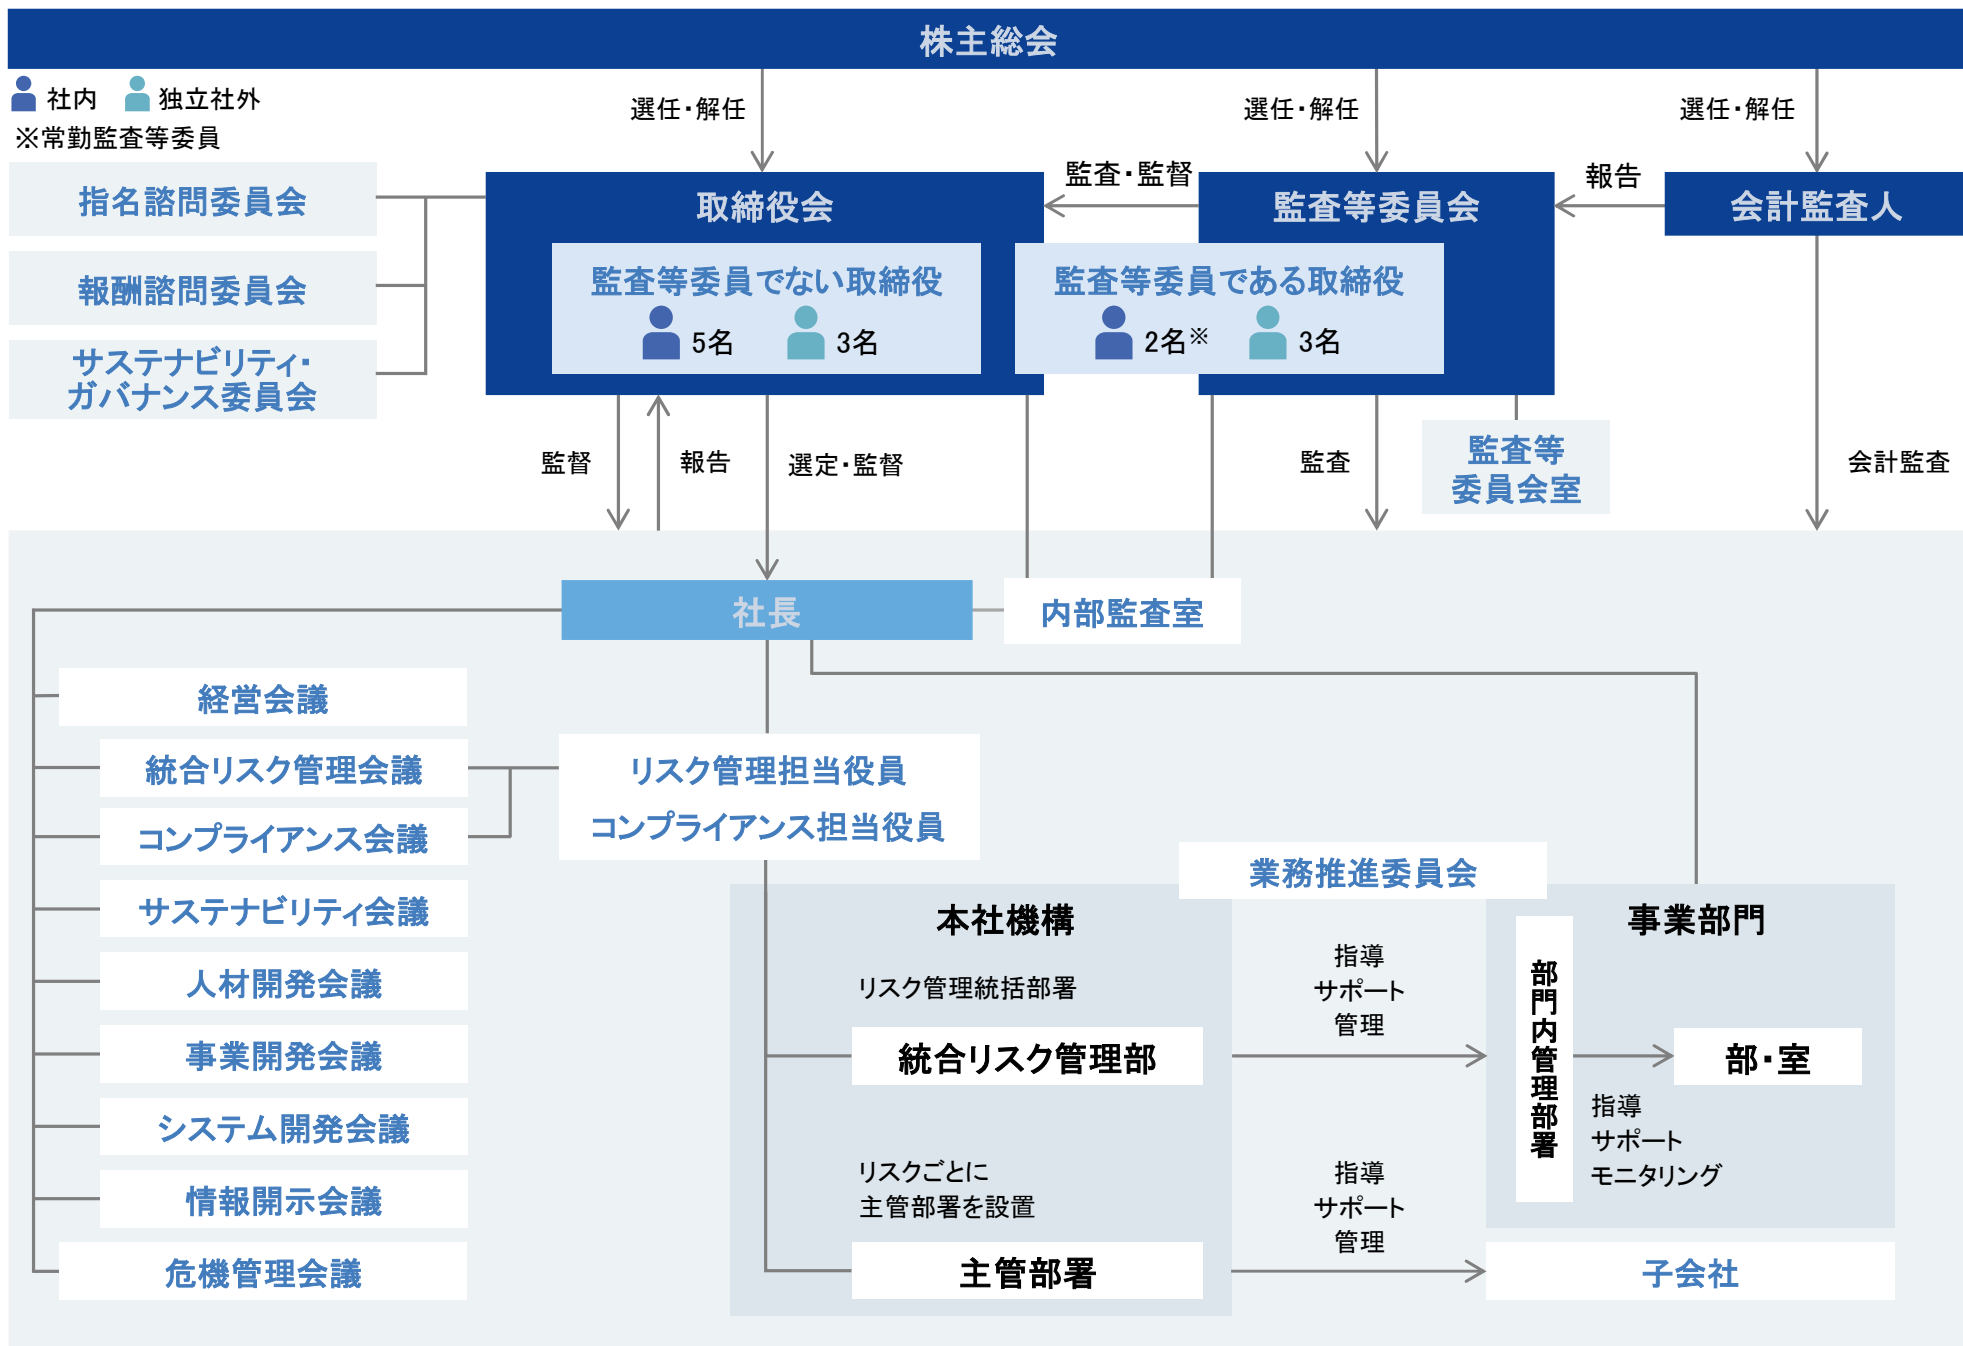 株主総会
社内
独立社外
※常勤監査等委員
選任・解任
選任・解任
選任・解任
指名諮問委員会
報酬諮問委員会
サステナビリティ・
ガバナンス委員会
取締役会
監査・監督
監査等委員会
報告
会計監査人
監査等委員でない取締役
5名
3名
監査等委員である取締役
2名※
3名
監督
報告
選定・監督
監査
監査等
委員会室
会計監査
社長
内部監査室
経営会議
統合リスク管理会議
コンプライアンス会議
サステナビリティ会議
人材開発会議
事業開発会議
システム開発会議
情報開示会議
危機管理会議
リスク管理担当役員
コンプライアンス担当役員
業務推進委員会
本社機構
リスク管理統括部署
統合リスク管理部
リスクごとに
主管部署を設置
主管部署
指導
サポート
管理
指導
サポート
管理
事業部門
部門内管理部署
部・室
指導
サポート
モニタリング
子会社